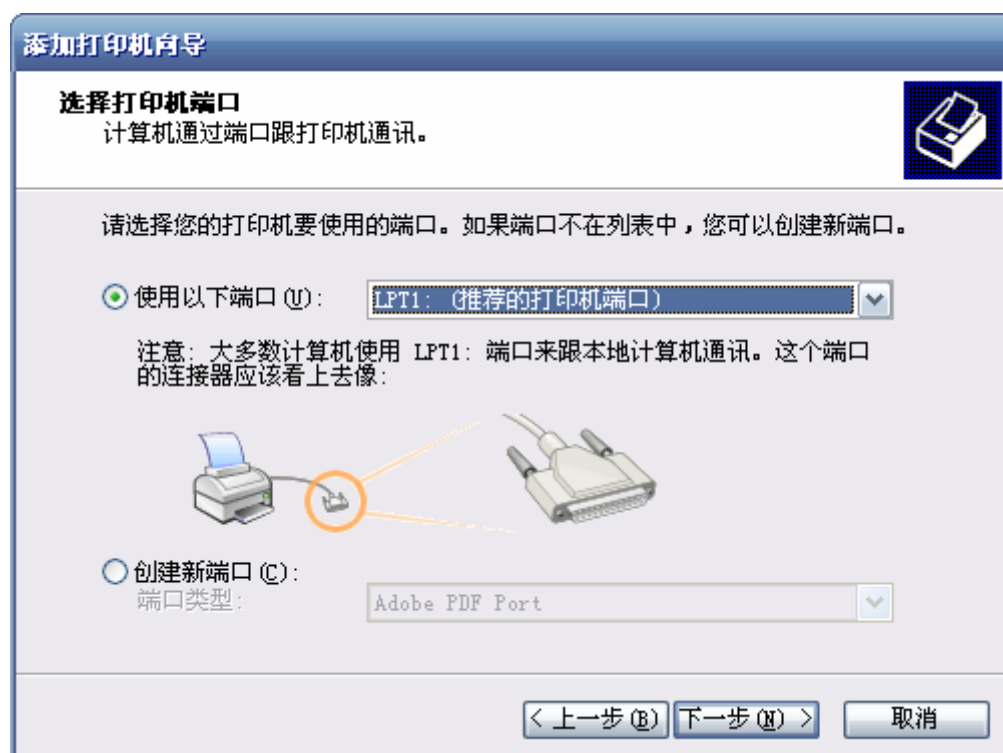 添加打印机向导
选择打印机端口
计算机通过端口跟打印机通讯。
请选择您的打印机要使用的端口。如果端口不在列表中，您可以创建新端口。
使用以下端口(U)： LPT1: (推荐的打印机端口)
注意: 大多数计算机使用 LPT1: 端口来跟本地计算机通讯。这个端口
的连接器应该看上去像:
创建新端口(C):
端口类型: Adobe PDF Port
< 上一步(B) 下一步(N) > 取消